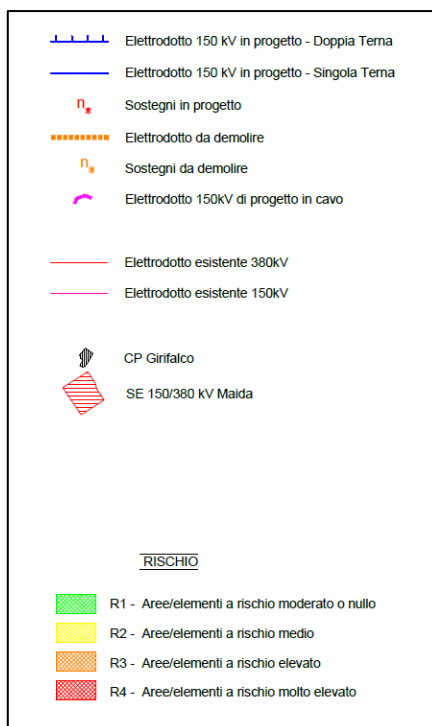 Elettrodotto 150 kV in progetto - Doppia Terna
Elettrodotto 150 kV in progetto - Singola Terna
n Sostegni in progetto
Elettrodotto da demolire
n Sostegni da demolire
Elettrodotto 150kV di progetto in cavo
Elettrodotto esistente 380kV
Elettrodotto esistente 150kV
CP Girifalco
SE 150/380 kV Maida
RISCHIO
R1 - Aree/elementi a rischio moderato o nullo
R2 - Aree/elementi a rischio medio
R3 - Aree/elementi a rischio elevato
R4 - Aree/elementi a rischio molto elevato